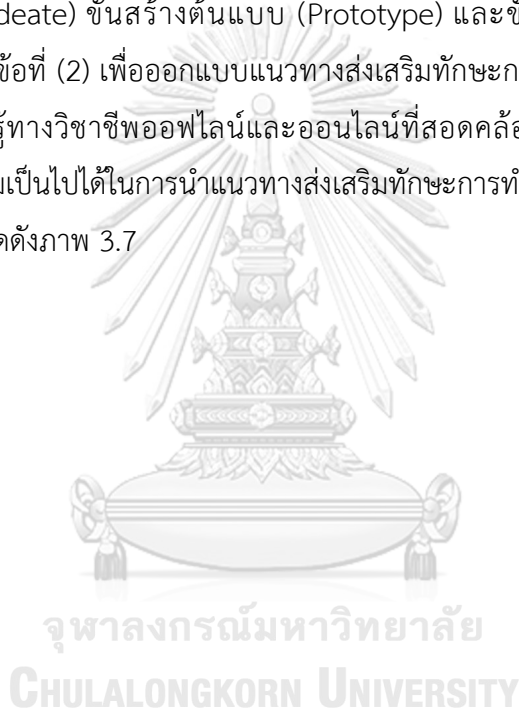 deate) ขั้นสร้างต้นแบบ (Prototype) และขั้
ข้อที่ (2) เพื่อออกแบบแนวทางส่งเสริมทักษะก
รู้ทางวิชาชีพออฟไลน์และออนไลน์ที่สอดคล้อ
มเป็นไปได้ในการนำแนวทางส่งเสริมทักษะการทำ
ดดังภาพ 3.7
จุฬาลงกรณ์มหาวิทยาลัย
CHULALONGKORN UNIVERSITY